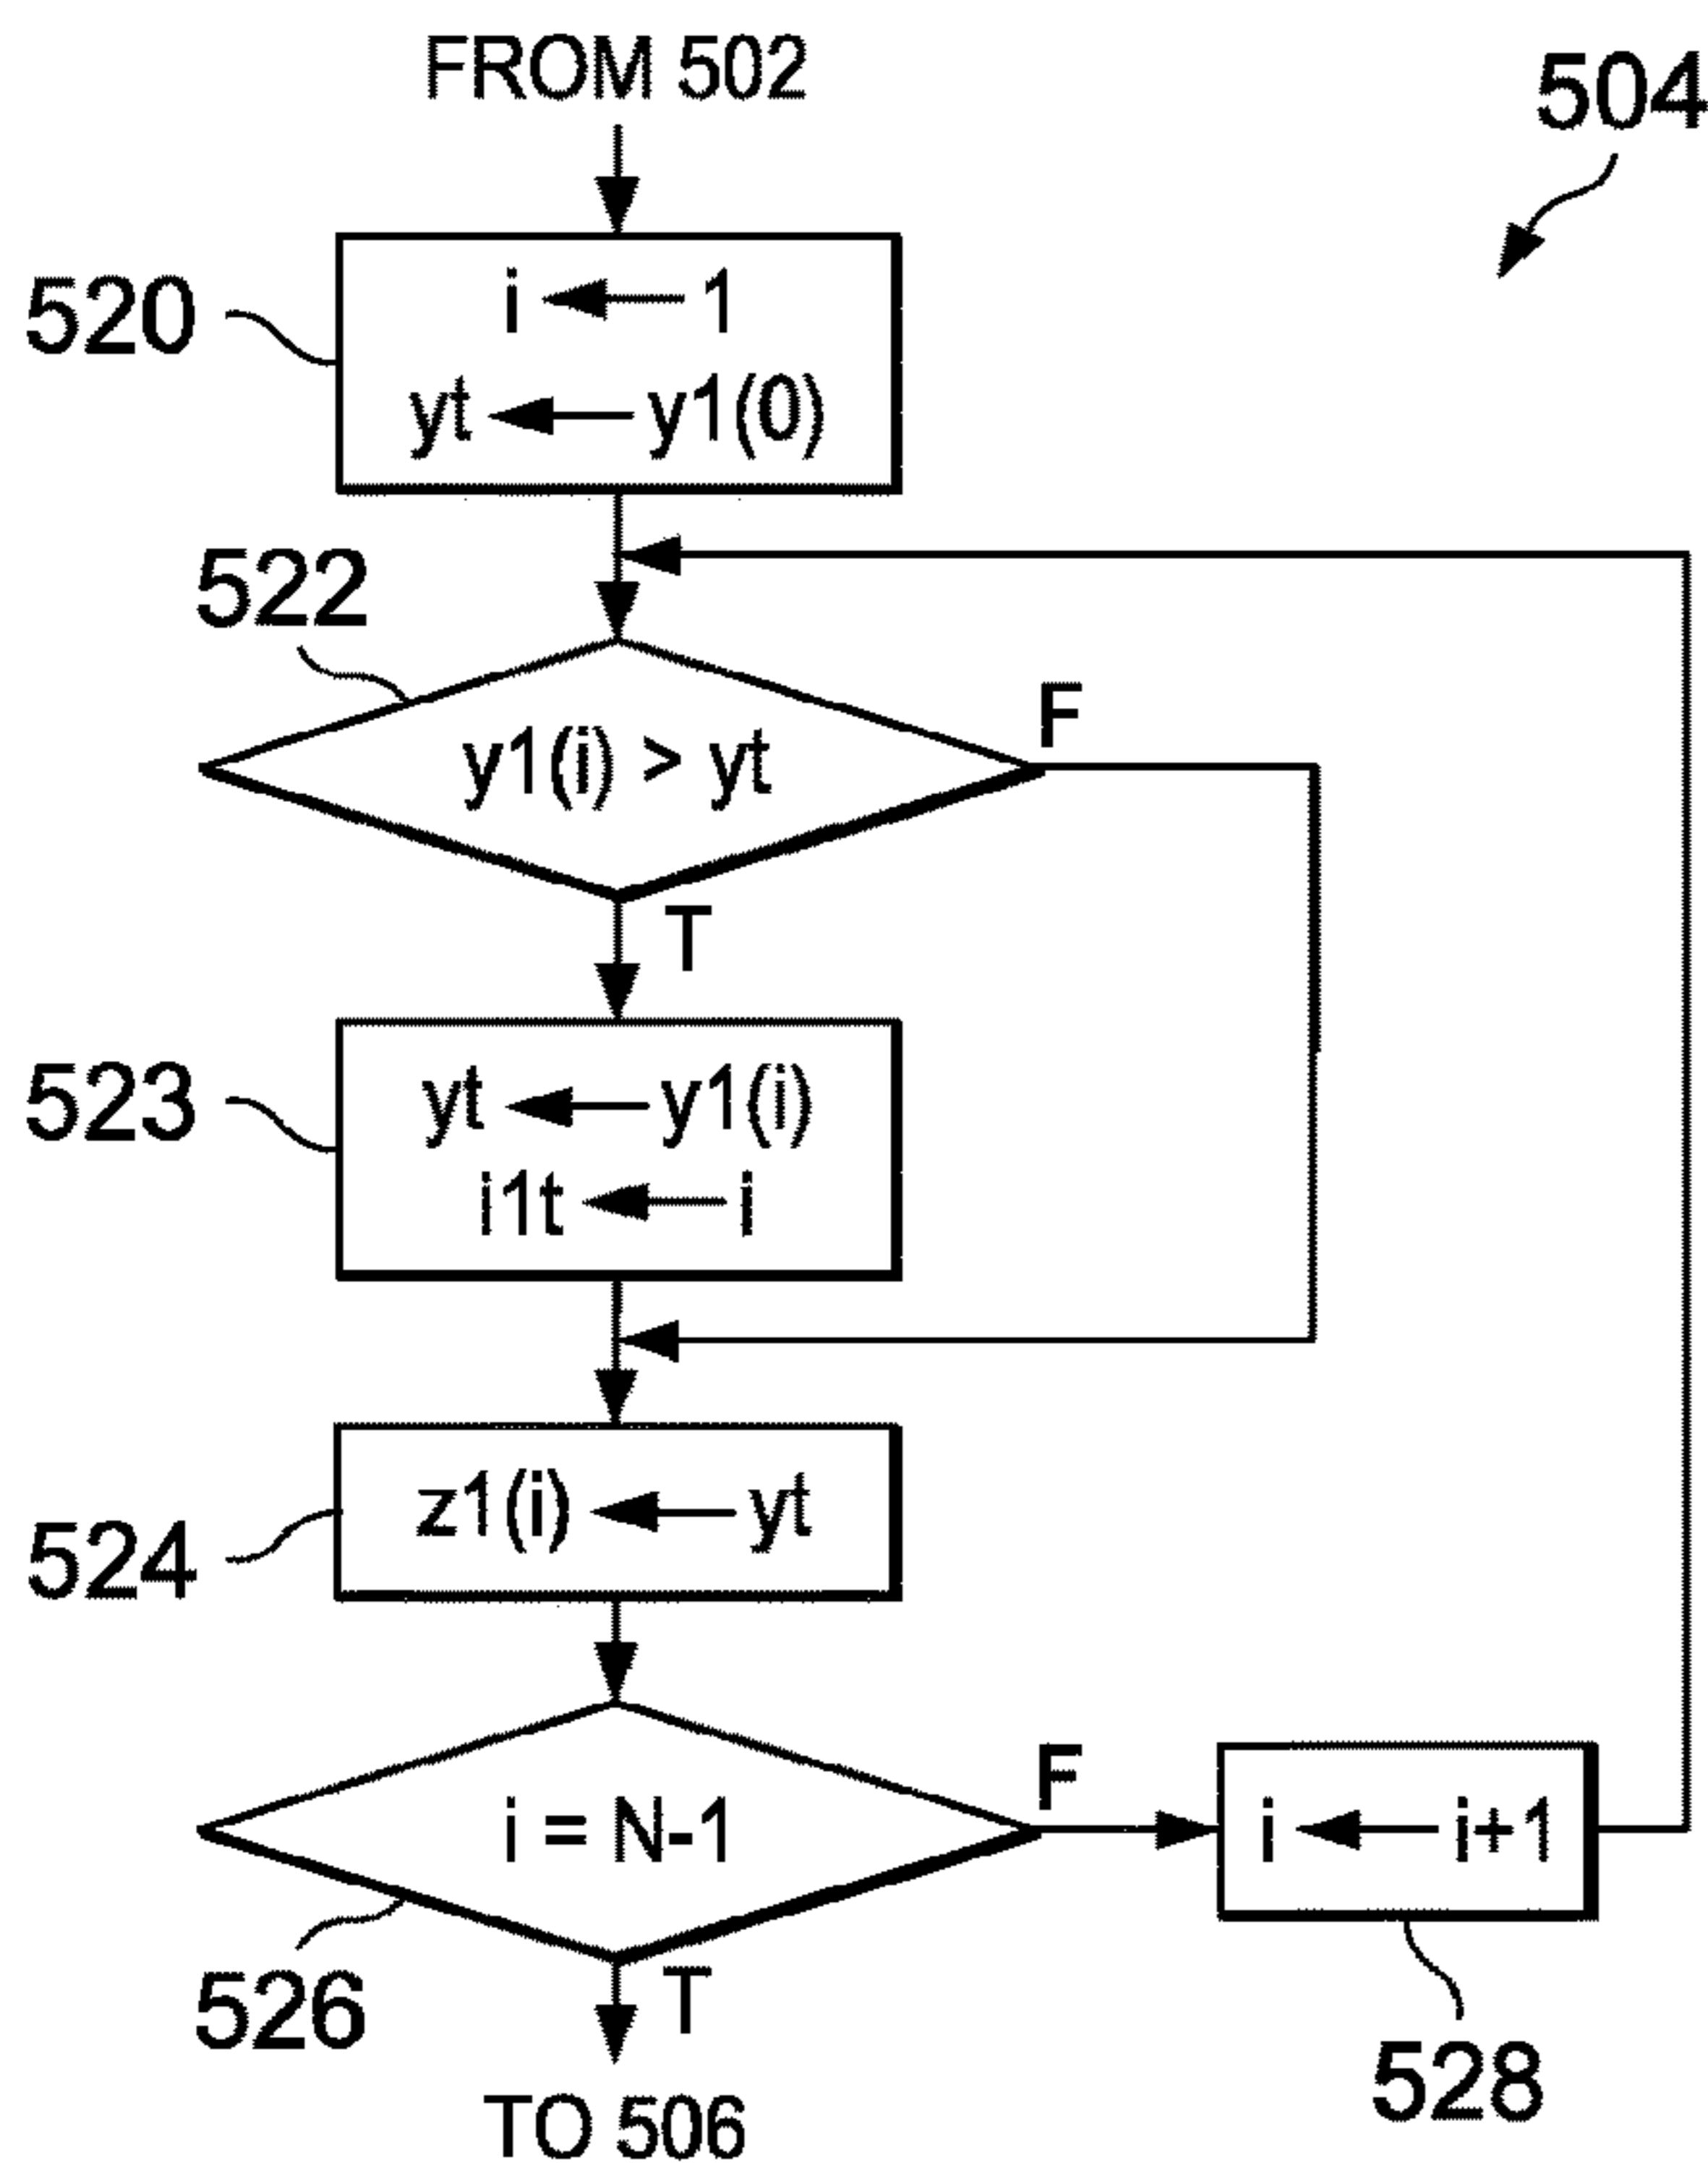 FROM 502
504
520
i ← 1
yt ← y1(0)
522
y1(i) > yt
F
T
523
yt ← y1(i)
i1t ← i
524
z1(i) ← yt
526
i = N-1
F
i ← i+1
528
T
TO 506